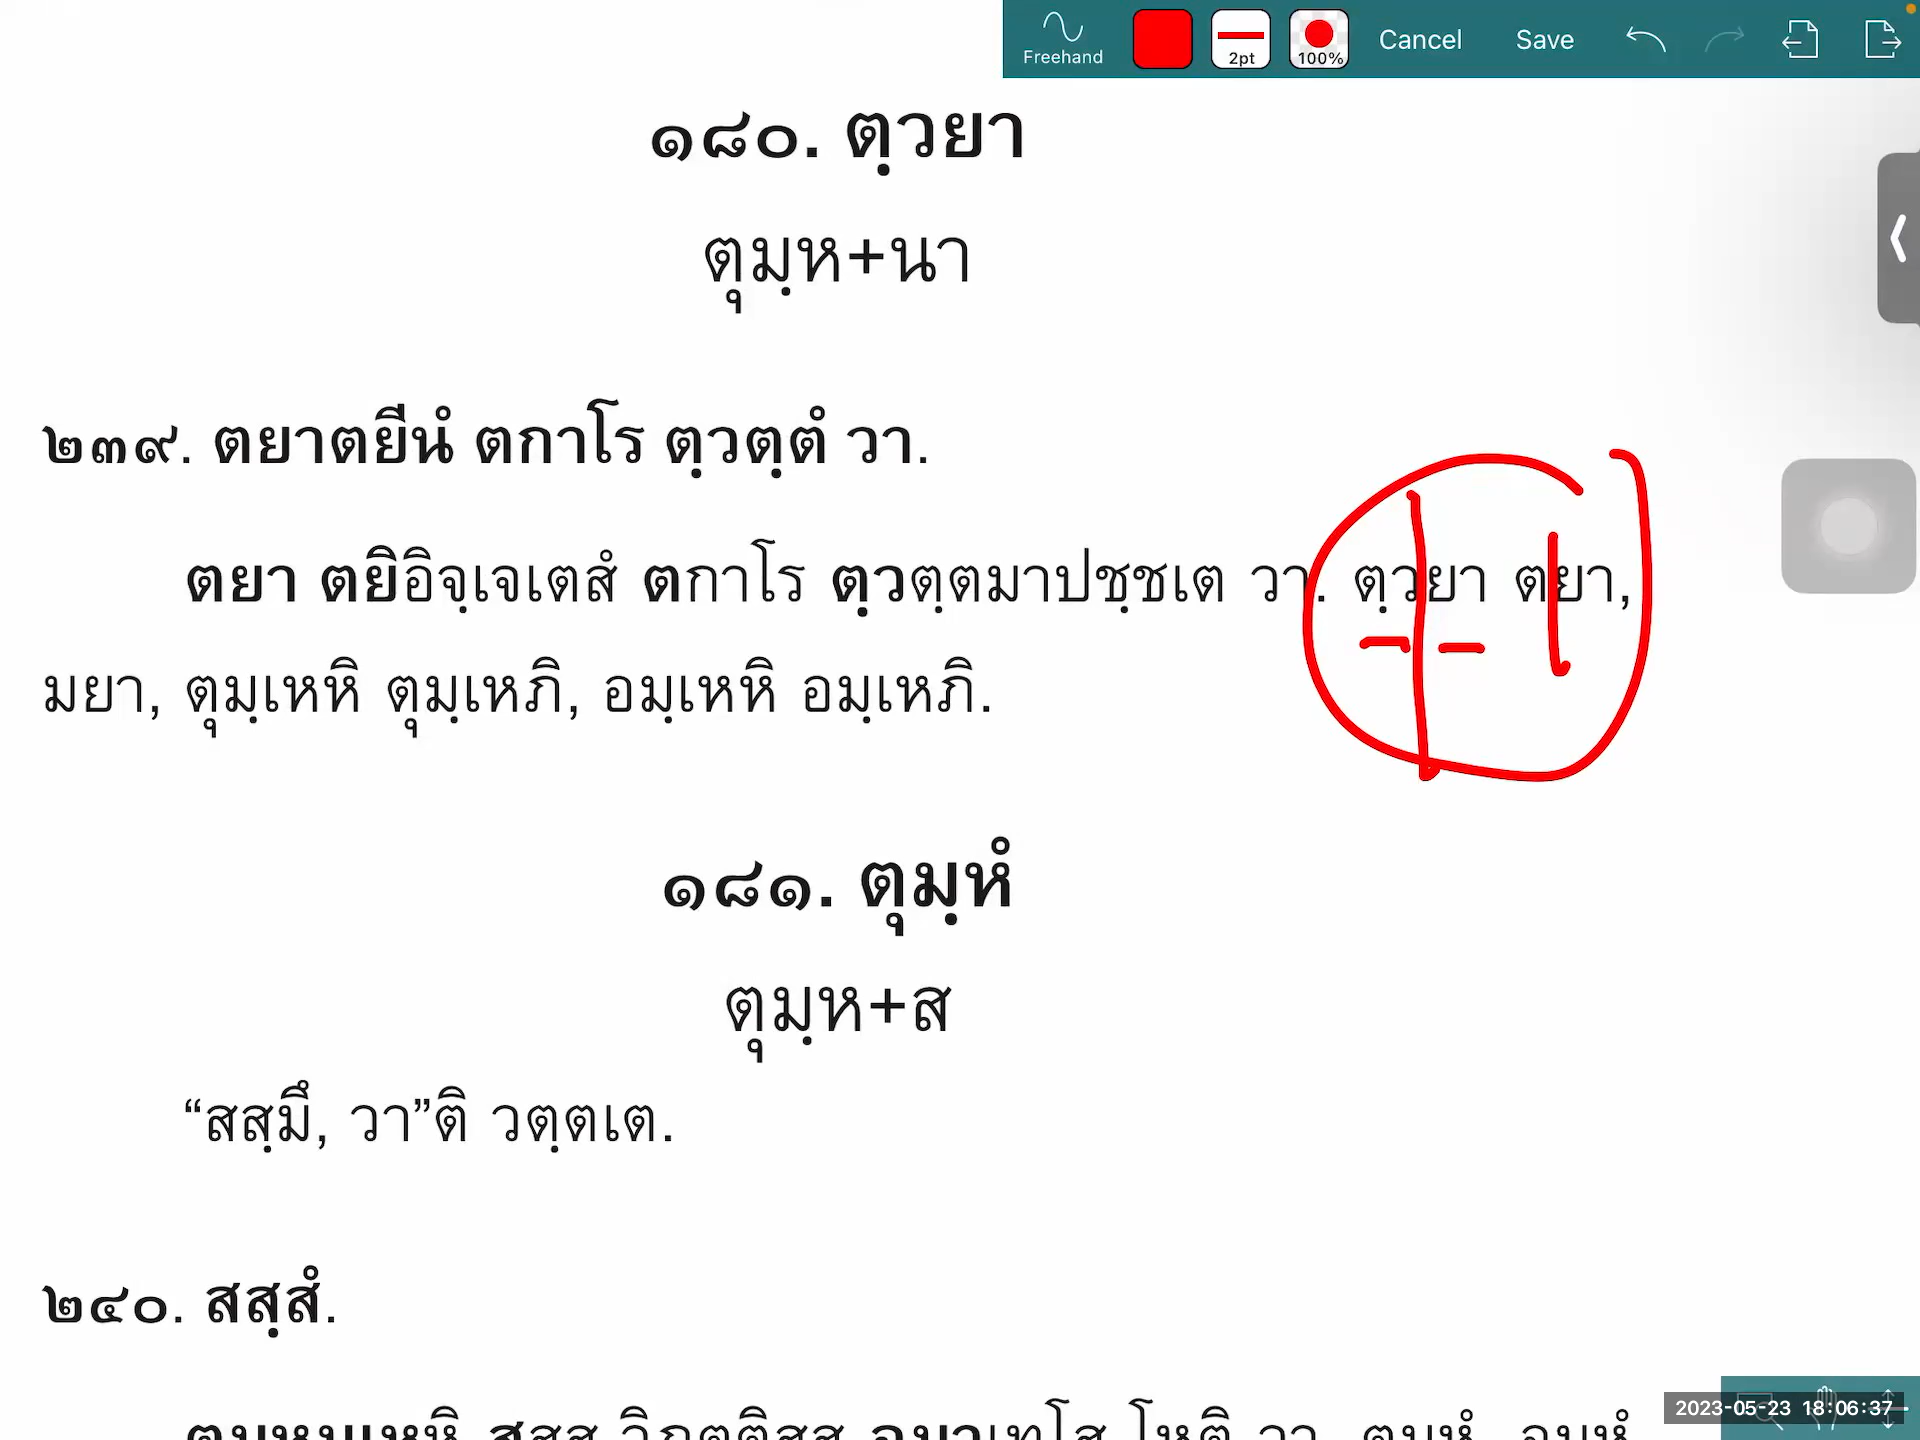 Freehand 2pt 100% Cancel Save
๑๘๐. ตฺวยา
ตุมฺห+นา
๒๓๙. ตยาตยีนํ ตกาโร ตฺวตฺตํ วา.
ตยา ตยิอิจฺเจเตสํ ตกาโร ตฺวตฺตมาปชฺชเต วา. ตฺวยา ตยา,
มยา, ตุมฺเหหิ ตุมฺเหภิ, อมฺเหหิ อมฺเหภิ.
๑๘๑. ตุมฺหํ
ตุมฺห+ส
“สสฺมึ, วา”ติ วตฺตเต.
๒๔๐. สสฺสํ.
2023-05-23 18:06:37